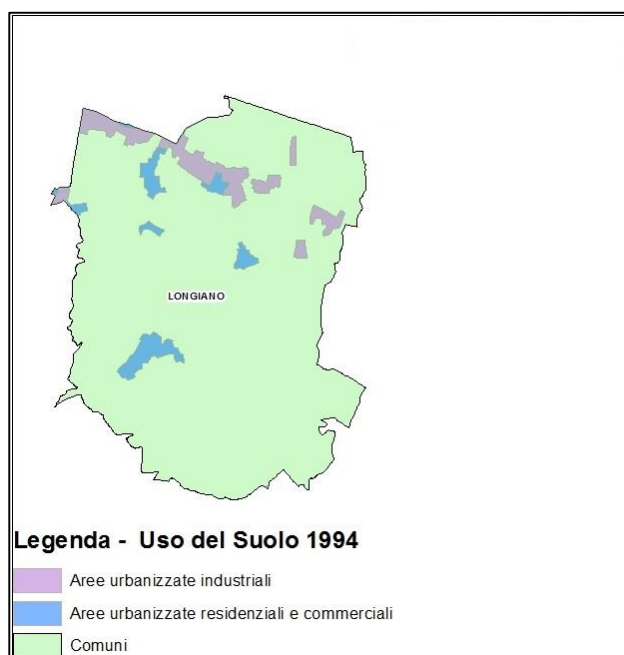 LONGIANO
Legenda - Uso del Suolo 1994
Aree urbanizzate industriali
Aree urbanizzate residenziali e commerciali
Comuni